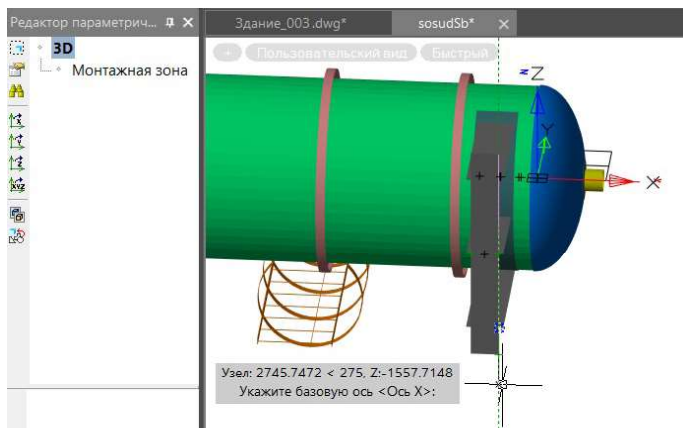 Редактор параметрич...
Здание_003.dwg*
sosudSb*
3D
Монтажная зона
Пользовательский вид
Быстрый
Z
Y
X
XYZ
Узел: 2745.7472 < 275, Z:-1557.7148
Укажите базовую ось <Ось X>: